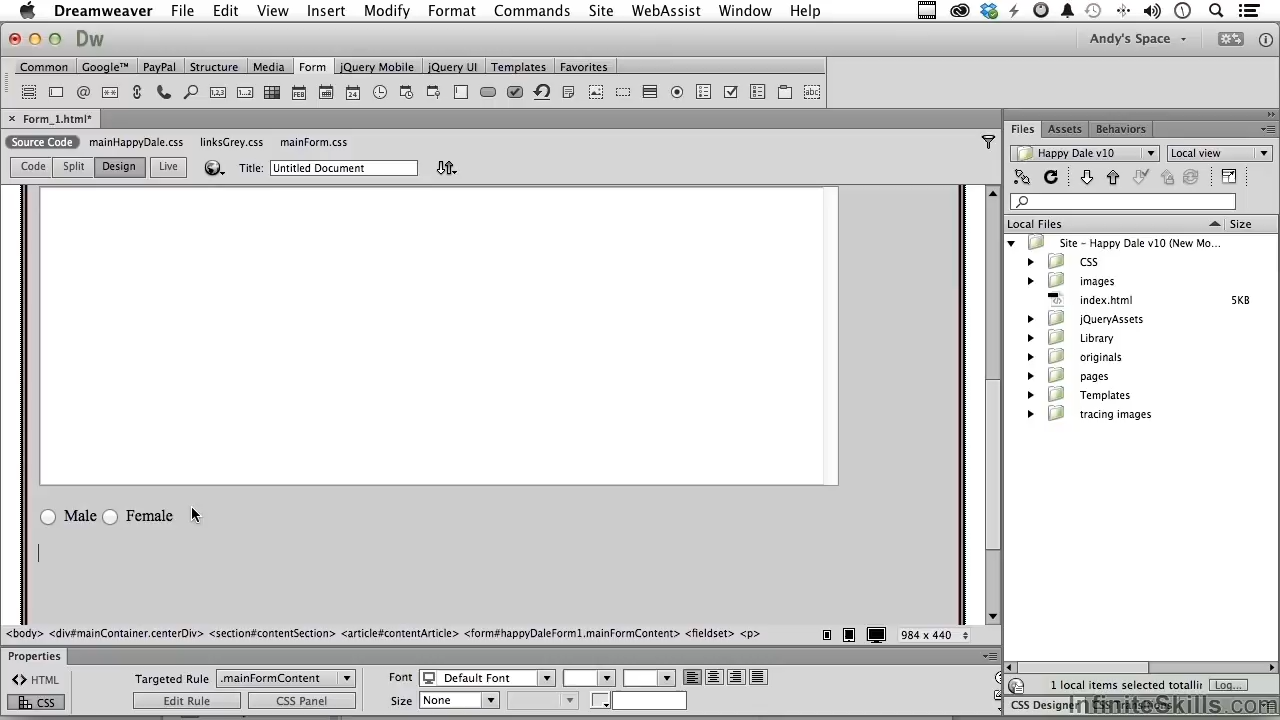 Dreamweaver File Edit View Insert Modify Format Commands Site WebAssist Window Help
Dw
Andy's Space
Common Google™ PayPal Structure Media Form jQuery Mobile jQuery UI Templates Favorites
Form_1.html*
Source Code mainHappyDale.css linksGrey.css mainForm.css
Code Split Design Live Title: Untitled Document
Files Assets Behaviors
Happy Dale v10 Local view
Local Files Size
Site – Happy Dale v10 (New Mo...
CSS
images
index.html 5KB
jQueryAssets
Library
originals
pages
Templates
tracing images
Male Female
<body> <div#mainContainer.centerDiv> <section#contentSection> <article#contentArticle> <form#happyDaleForm1.mainFormContent> <fieldset> <p>
984 x 440
Properties
HTML
CSS
Targeted Rule .mainFormContent
Edit Rule CSS Panel
Font Default Font
Size None
1 local items selected totallin Log...
CSS Designer CSS Transitions
InfiniteSkills.com